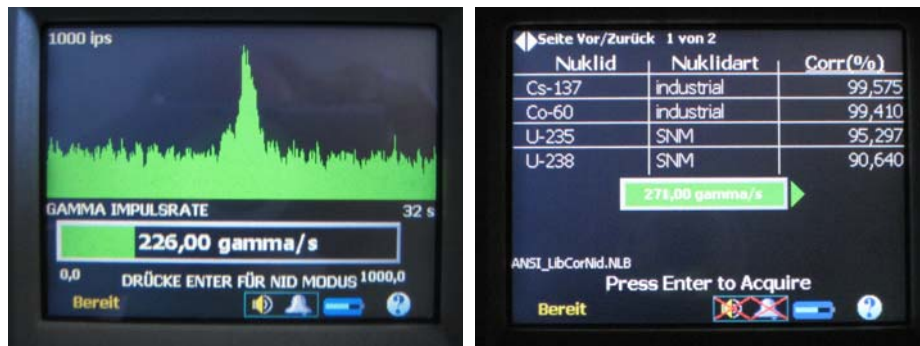 1000 ips
GAMMA IMPULSRATE 32 s
226,00 gamma/s
0,0 DRÜCKE ENTER FÜR NID MODUS 1000,0
Bereit ?
Seite Vor/Zurück 1 von 2
Nuklid Nuklidart Corr(%)
Cs-137 industrial 99,575
Co-60 industrial 99,410
U-235 SNM 95,297
U-238 SNM 90,640
271,00 gamma/s
ANSI_LibCorNid.NLB
Press Enter to Acquire
Bereit ?